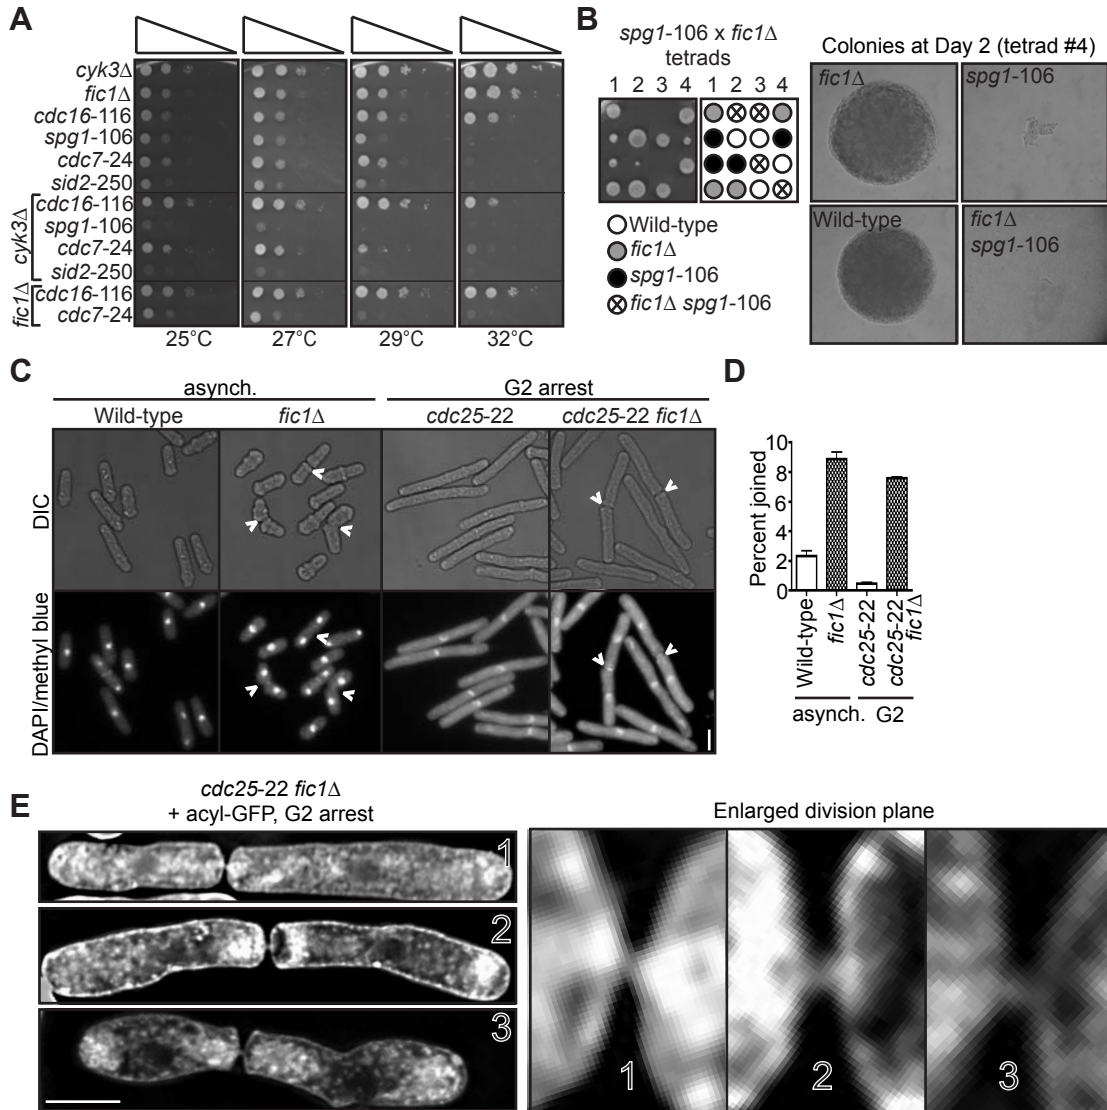 A
cyk3Δ
fic1Δ
cdc16-116
spg1-106
cdc7-24
sid2-250
cyk3Δ
cdc16-116
spg1-106
cdc7-24
sid2-250
fic1Δ
cdc16-116
cdc7-24
25°C 27°C 29°C 32°C
B
spg1-106 x fic1Δ
tetrads
1 2 3 4 1 2 3 4
Wild-type
fic1Δ
spg1-106
fic1Δ spg1-106
Colonies at Day 2 (tetrad #4)
fic1Δ
spg1-106
Wild-type
fic1Δ
spg1-106
C
asynch. G2 arrest
Wild-type fic1Δ cdc25-22 cdc25-22 fic1Δ
DIC
DAPI/methyl blue
D
Percent joined
10
8
6
4
2
0
Wild-type
fic1Δ
cdc25-22
cdc25-22
fic1Δ
asynch. G2
E
cdc25-22 fic1Δ
+ acyl-GFP, G2 arrest
1
2
3
Enlarged division plane
1 2 3